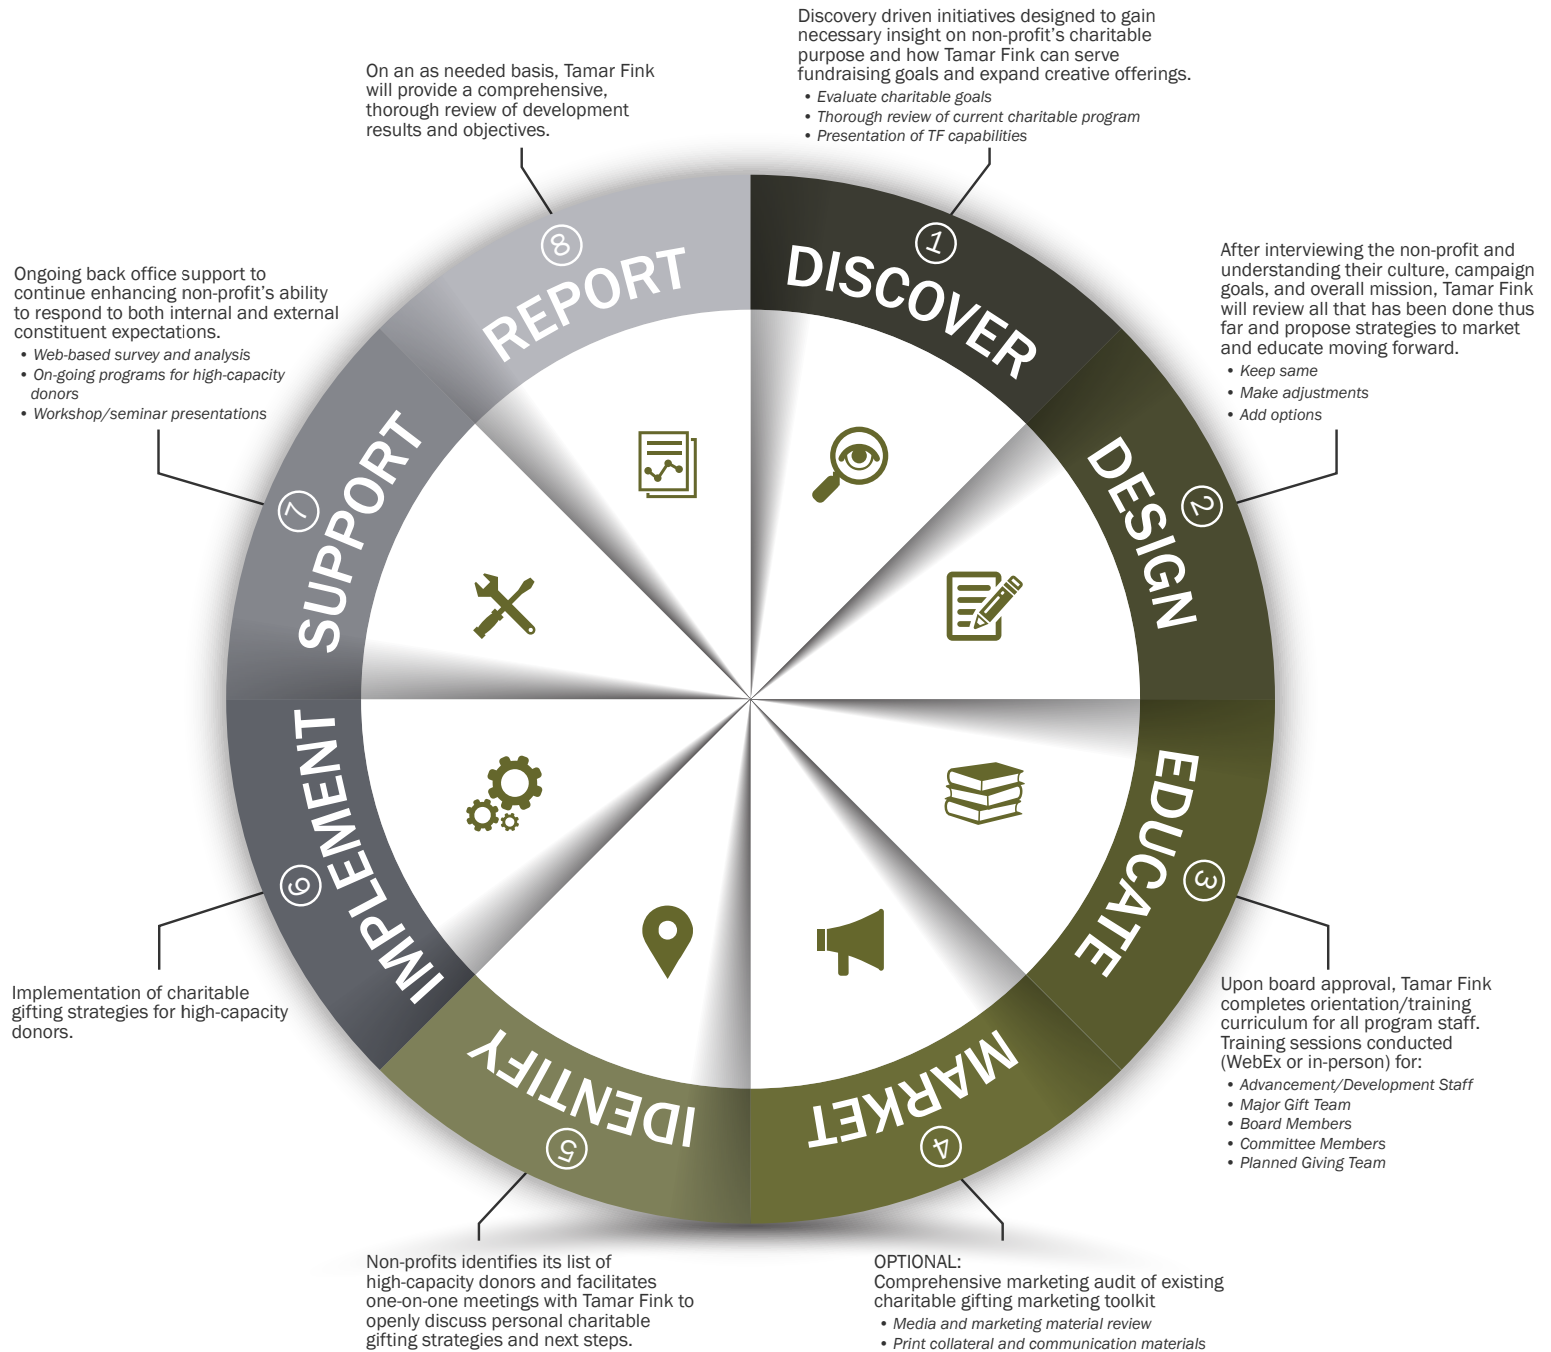 Discovery driven initiatives designed to gain
necessary insight on non-profit's charitable
purpose and how Tamar Fink can serve
fundraising goals and expand creative offerings.
• Evaluate charitable goals
• Thorough review of current charitable program
• Presentation of TF capabilities
1
DISCOVER
After interviewing the non-profit and
understanding their culture, campaign
goals, and overall mission, Tamar Fink
will review all that has been done thus
far and propose strategies to market
and educate moving forward.
• Keep same
• Make adjustments
• Add options
2
DESIGN
3
EDUCATE
Upon board approval, Tamar Fink
completes orientation/training
curriculum for all program staff.
Training sessions conducted
(WebEx or in-person) for:
• Advancement/Development Staff
• Major Gift Team
• Board Members
• Committee Members
• Planned Giving Team
MARKET
4
OPTIONAL:
Comprehensive marketing audit of existing
charitable gifting marketing toolkit
• Media and marketing material review
• Print collateral and communication materials
IDENTIFY
5
Non-profits identifies its list of
high-capacity donors and facilitates
one-on-one meetings with Tamar Fink to
openly discuss personal charitable
gifting strategies and next steps.
IMPLEMENT
6
Implementation of charitable
gifting strategies for high-capacity
donors.
Ongoing back office support to
continue enhancing non-profit's ability
to respond to both internal and external
constituent expectations.
• Web-based survey and analysis
• On-going programs for high-capacity
donors
• Workshop/seminar presentations
7
SUPPORT
On an as needed basis, Tamar Fink
will provide a comprehensive,
thorough review of development
results and objectives.
8
REPORT